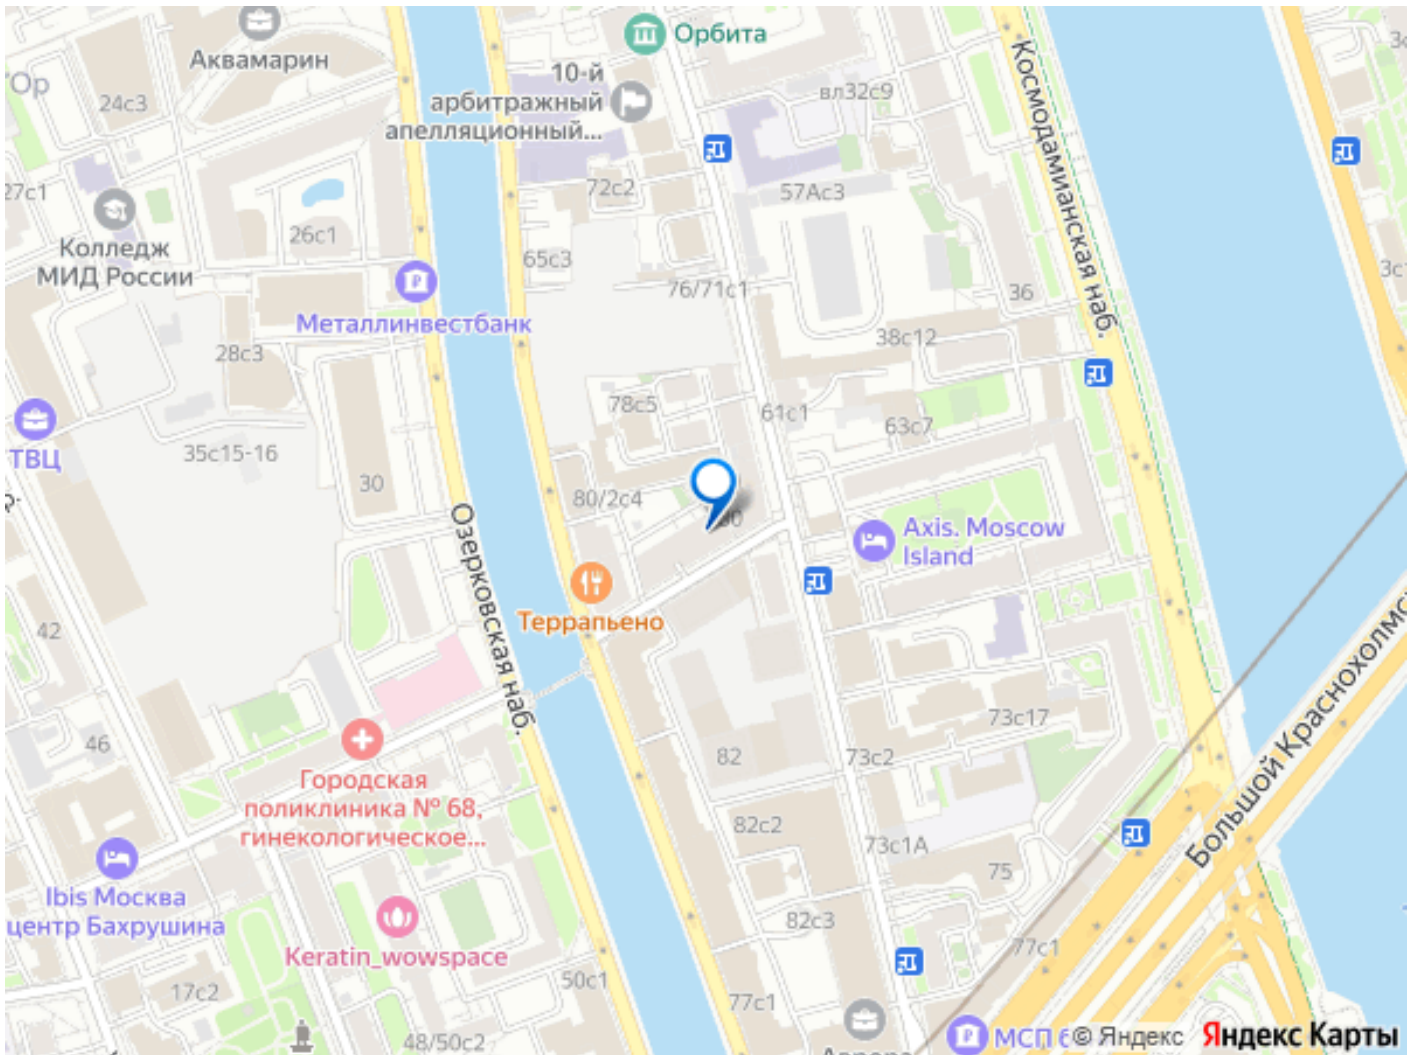 Орбита
Аквамарин
10-й
арбитражный
апелляционный...
Ор
24с3
вл32с9
27с1
72с2
57Ас3
Космодамианская наб.
Колледж
МИД России
26с1
65с3
76/71с1
36
Металлинвестбанк
28с3
38с12
78с5
61с1
63с7
ТВЦ
35с15-16
30
80/2с4
Axis. Moscow
Island
Озерковская наб.
Террапьено
42
46
73с17
82
73с2
Городская
поликлиника № 68,
гинекологическое...
82с2
73с1А
75
Большой Краснохолмс
Ibis Москва
центр Бахрушина
Keratin_wowspace
82с3
77с1
50с1
17с2
77с1
48/50с2
МСП
© Яндекс
Яндекс Карты